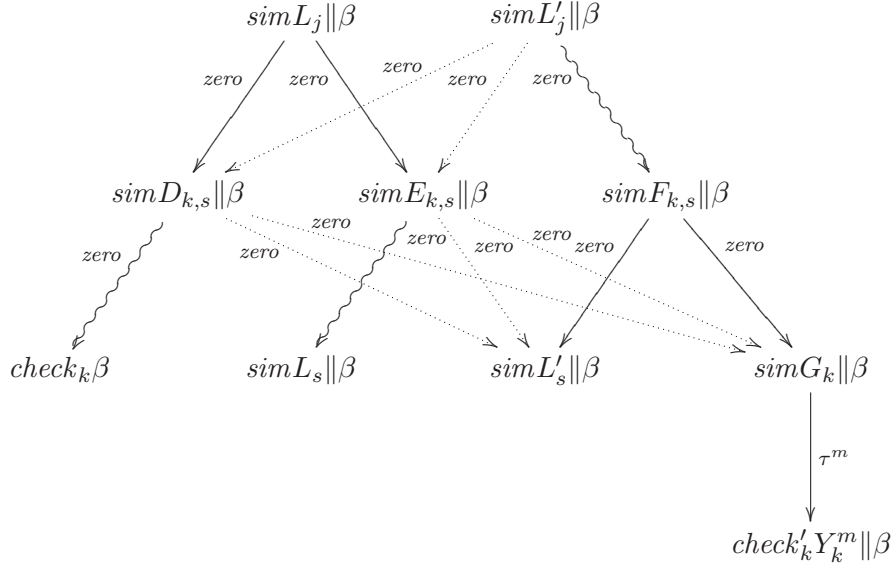 simL_j‖β simL′_j‖β
zero zero zero zero zero
simD_{k,s}‖β simE_{k,s}‖β simF_{k,s}‖β
zero zero zero zero zero zero zero zero
check_kβ simL_s‖β simL′_s‖β simG_k‖β
τ^m
check′_kY^m_k‖β